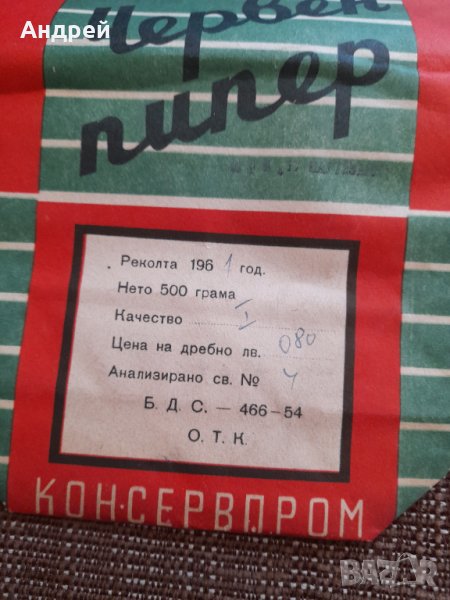 Андрей
Червен
пипер
Реколта 1961 год.
Нето 500 грама
Качество I
Цена на дребно лв. 080
Анализирано св. № 4
Б. Д. С. — 466-54
О. Т. К.
КОНСЕРВПРОМ
BAZAR